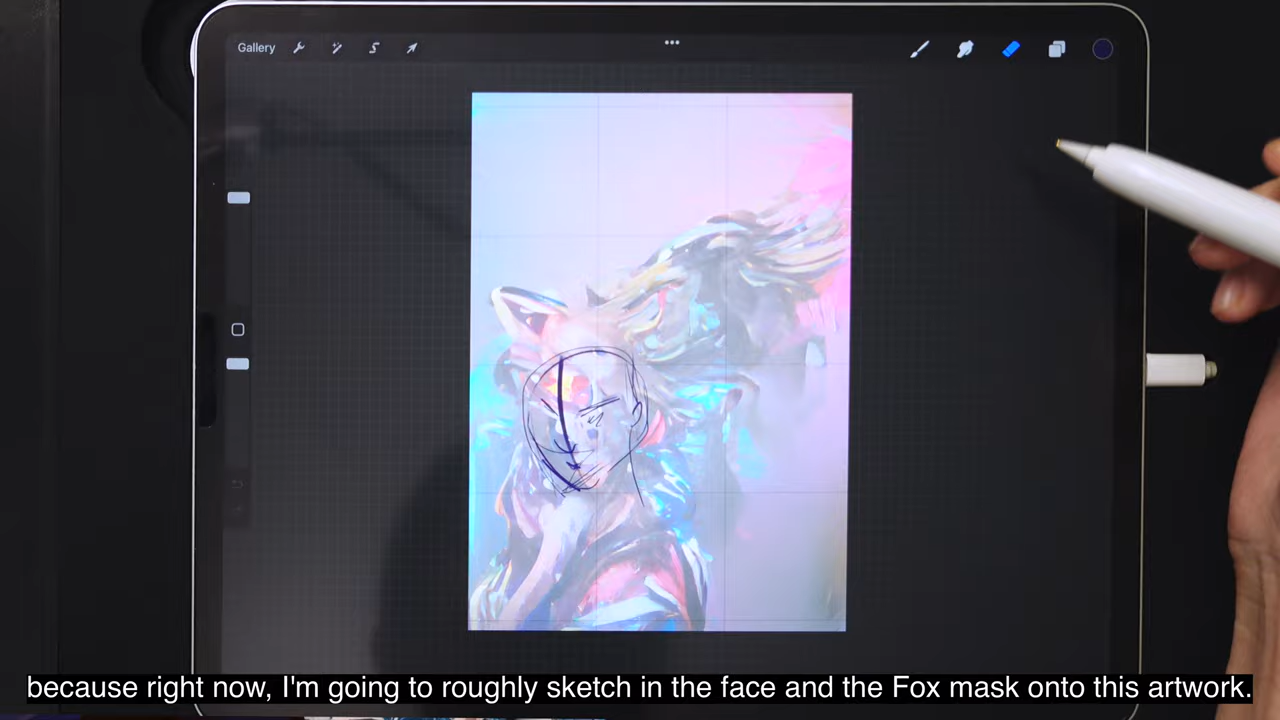 Gallery
because right now, I'm going to roughly sketch in the face and the Fox mask onto this artwork.